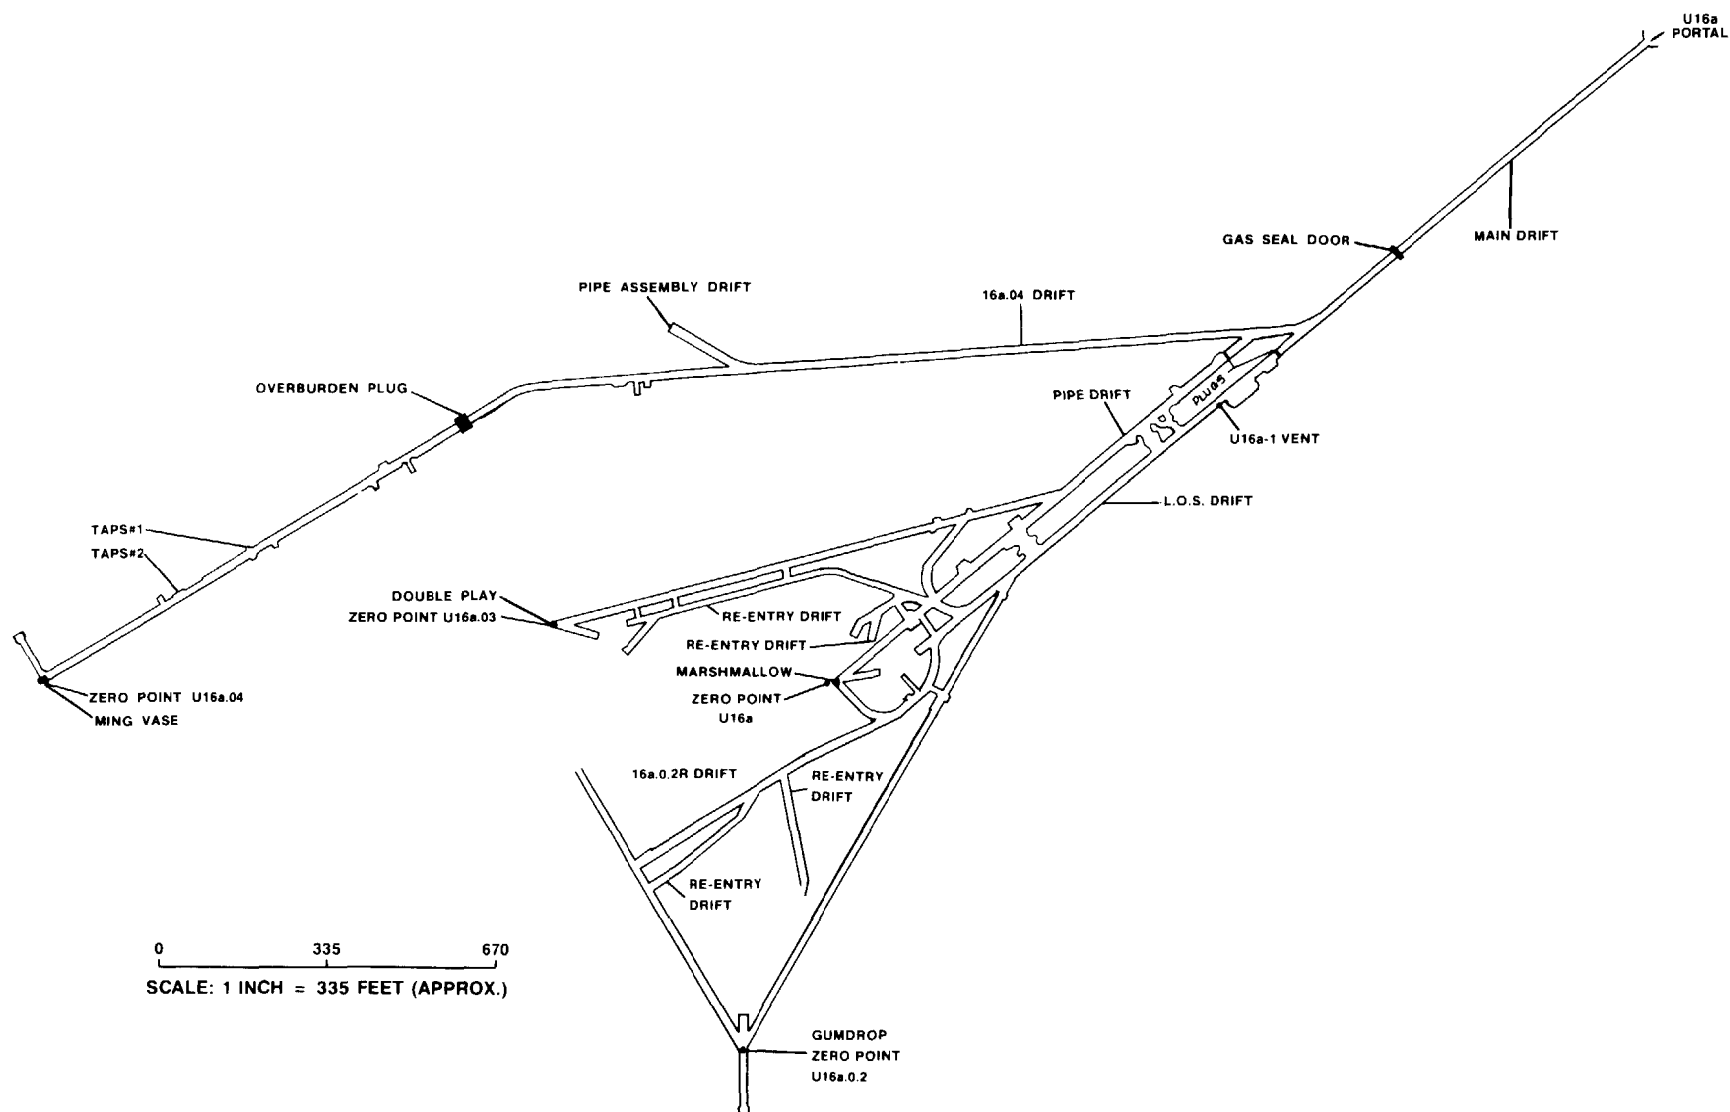 U16a
PORTAL
MAIN DRIFT
GAS SEAL DOOR
PIPE ASSEMBLY DRIFT
16a.04 DRIFT
OVERBURDEN PLUG
PIPE DRIFT
PLUGS
U16a-1 VENT
L.O.S. DRIFT
TAPS#1
TAPS#2
DOUBLE PLAY
ZERO POINT U16a.03
RE-ENTRY DRIFT
RE-ENTRY DRIFT
MARSHMALLOW
ZERO POINT
U16a
ZERO POINT U16a.04
MING VASE
16a.0.2R DRIFT
RE-ENTRY
DRIFT
RE-ENTRY
DRIFT
0 335 670
SCALE: 1 INCH = 335 FEET (APPROX.)
GUMDROP
ZERO POINT
U16a.0.2